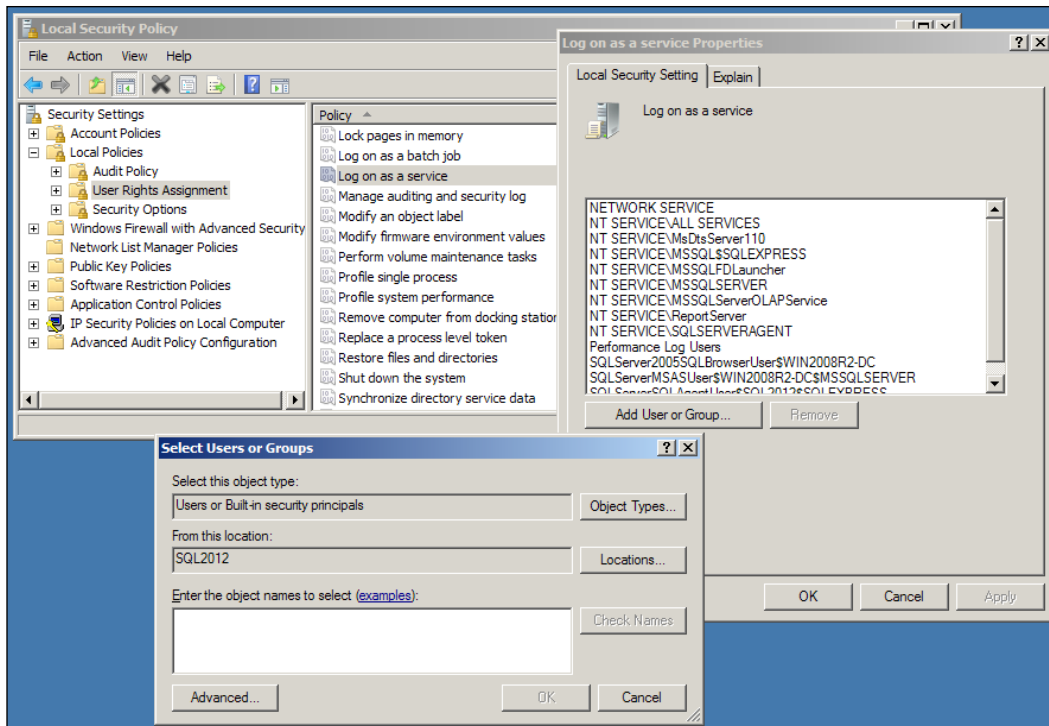 Local Security Policy
File Action View Help
Security Settings
Account Policies
Local Policies
Audit Policy
User Rights Assignment
Security Options
Windows Firewall with Advanced Security
Network List Manager Policies
Public Key Policies
Software Restriction Policies
Application Control Policies
IP Security Policies on Local Computer
Advanced Audit Policy Configuration
Policy
Lock pages in memory
Log on as a batch job
Log on as a service
Manage auditing and security log
Modify an object label
Modify firmware environment values
Perform volume maintenance tasks
Profile single process
Profile system performance
Remove computer from docking station
Replace a process level token
Restore files and directories
Shut down the system
Synchronize directory service data
Log on as a service Properties
Local Security Setting Explain
Log on as a service
NETWORK SERVICE
NT SERVICE\ALL SERVICES
NT SERVICE\MsDtsServer110
NT SERVICE\MSSQL$SQLEXPRESS
NT SERVICE\MSSQLFDLauncher
NT SERVICE\MSSQLSERVER
NT SERVICE\MSSQLServerOLAPService
NT SERVICE\ReportServer
NT SERVICE\SQLSERVERAGENT
Performance Log Users
SQLServer2005SQLBrowserUser$WIN2008R2-DC
SQLServerMSASUser$WIN2008R2-DC$MSSQLSERVER
SQLServerSQLAgentUser$SQL2012$SQLEXPRESS
Add User or Group... Remove
OK Cancel Apply
Select Users or Groups
Select this object type:
Users or Built-in security principals
Object Types...
From this location:
SQL2012
Locations...
Enter the object names to select (examples):
Check Names
Advanced... OK Cancel